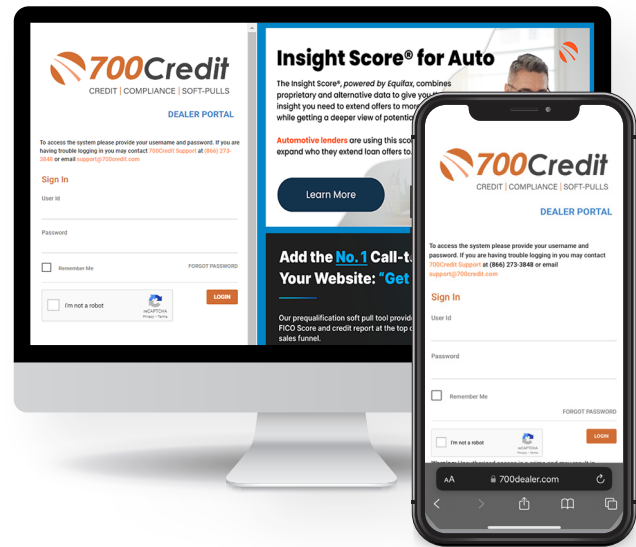 700Credit
CREDIT | COMPLIANCE | SOFT-PULLS
DEALER PORTAL
To access the system please provide your username and password. If you are
having trouble logging in you may contact 700Credit Support at (866) 273-
3848 or email support@700credit.com
Sign In
User Id
Password
Remember Me
FORGOT PASSWORD
I'm not a robot
reCAPTCHA
Privacy - Terms
LOGIN
Insight Score® for Auto
The Insight Score®, powered by Equifax, combines
proprietary and alternative data to give you
insight you need to extend offers to more
while getting a deeper view of potential
Automotive lenders are using this
expand who they extend loan offers to.
Learn More
Add the No. 1 Call-t
Your Website: "Get
Our prequalification soft pull tool
FICO Score and credit report at the top
sales funnel.
700Credit
CREDIT | COMPLIANCE | SOFT-PULLS
DEALER PORTAL
To access the system please provide your username and
password. If you are having trouble logging in you may contact
700Credit Support at (866) 273-3848 or email
support@700credit.com
Sign In
User Id
Password
Remember Me
FORGOT PASSWORD
I'm not a robot
reCAPTCHA
Privacy - Terms
LOGIN
AA
700dealer.com